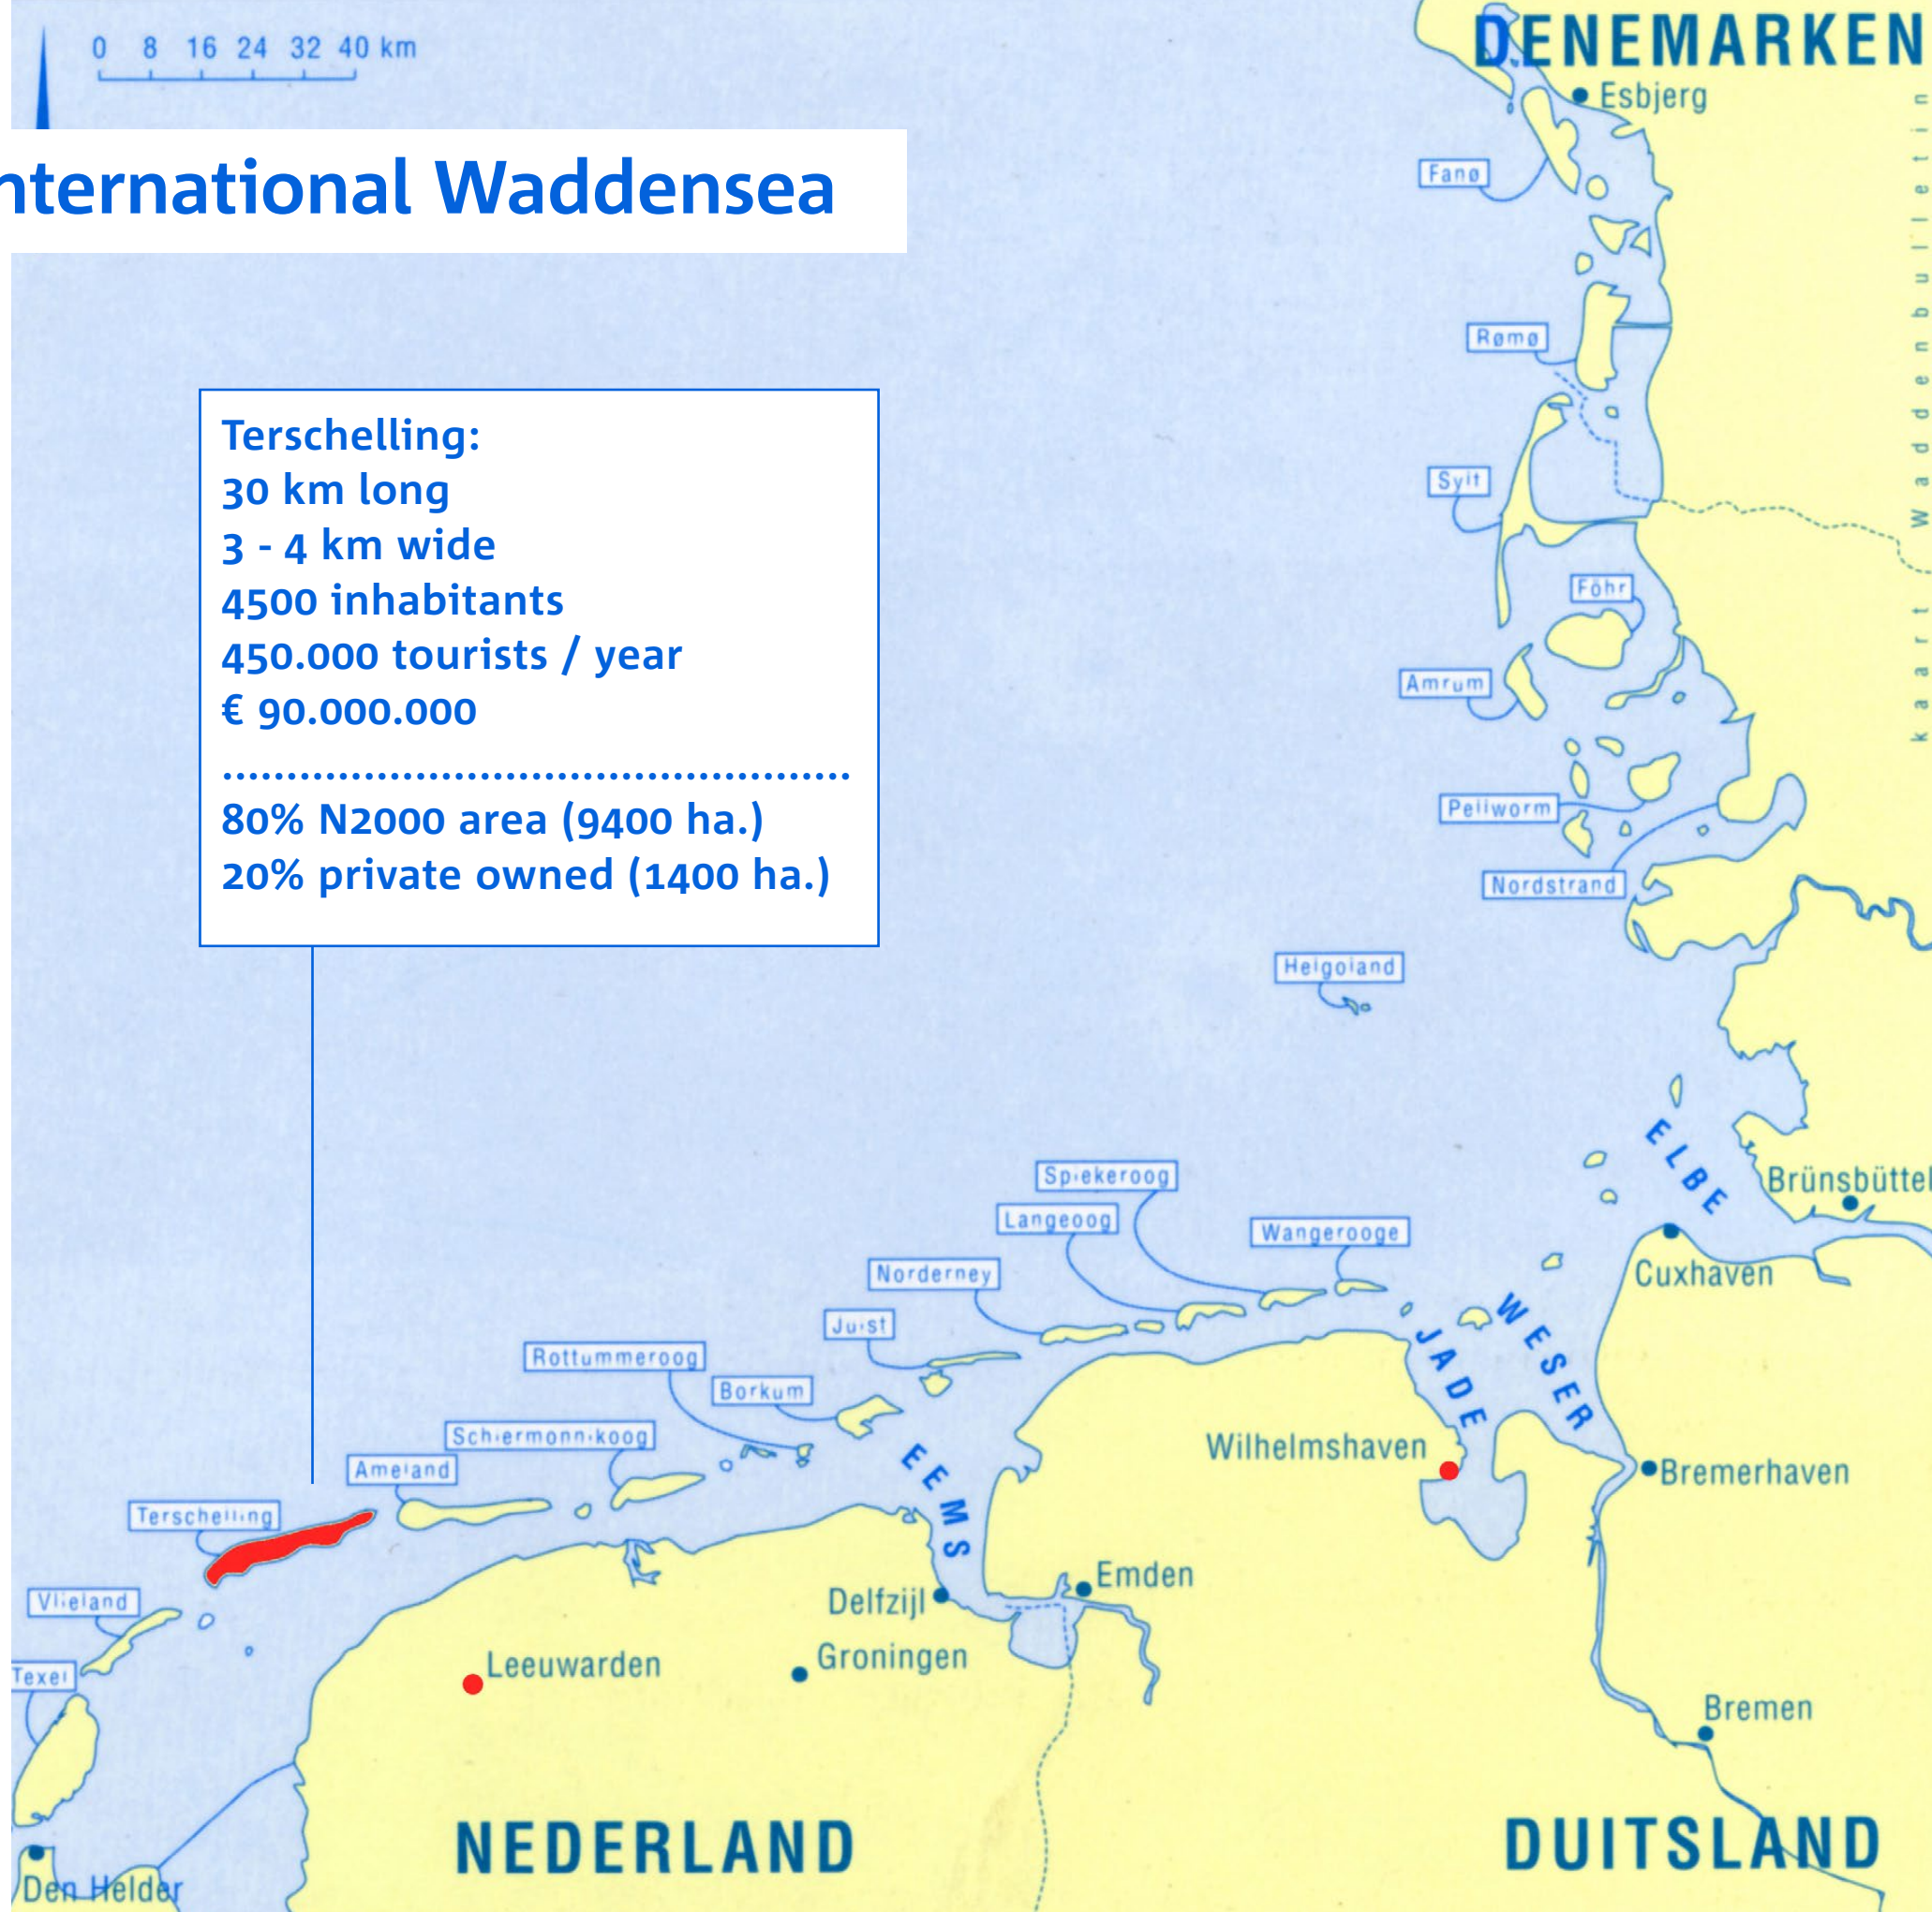 0 8 16 24 32 40 km
DENEMARKEN
Esbjerg
nternational Waddensea
Fanø
Rømø
Terschelling:
30 km long
3 - 4 km wide
4500 inhabitants
450.000 tourists / year
€ 90.000.000
80% N2000 area (9400 ha.)
20% private owned (1400 ha.)
Sylt
Föhr
Amrum
Pellworm
Nordstrand
Helgoland
kaart Waddenbulletin
ELBE
Brünsbüttel
Cuxhaven
Spiekeroog
Langeoog
Wangerooge
Norderney
Juist
WESER
JADE
Rottummeroog
Borkum
Schiermonnikoog
Ameland
EEMS
Wilhelmshaven
Bremerhaven
Terschelling
Vlieland
Delfzijl
Emden
Texel
Leeuwarden
Groningen
Bremen
NEDERLAND
DUITSLAND
Den Helder